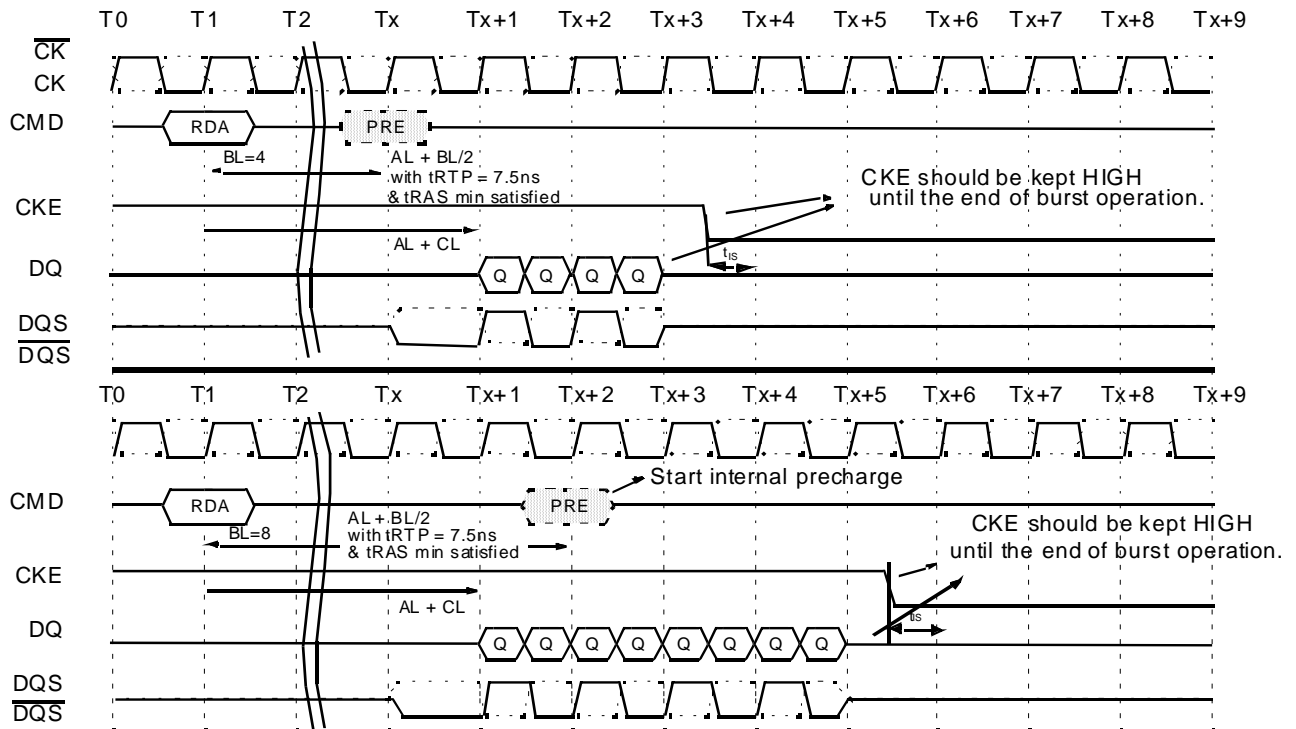 T0 T1 T2 Tx Tx+1 Tx+2 Tx+3 Tx+4 Tx+5 Tx+6 Tx+7 Tx+8 Tx+9
CK
CK
CMD RDA PRE
BL=4 AL + BL/2
with tRTP = 7.5ns
& tRAS min satisfied
CKE should be kept HIGH
until the end of burst operation.
CKE
AL + CL
tIS
DQ Q Q Q Q
DQS
DQS
T0 T1 T2 Tx Tx+1 Tx+2 Tx+3 Tx+4 Tx+5 Tx+6 Tx+7 Tx+8 Tx+9
Start internal precharge
CMD RDA PRE
BL=8 AL + BL/2
with tRTP = 7.5ns
& tRAS min satisfied
CKE should be kept HIGH
until the end of burst operation.
CKE
AL + CL
tIS
DQ Q Q Q Q Q Q Q Q
DQS
DQS